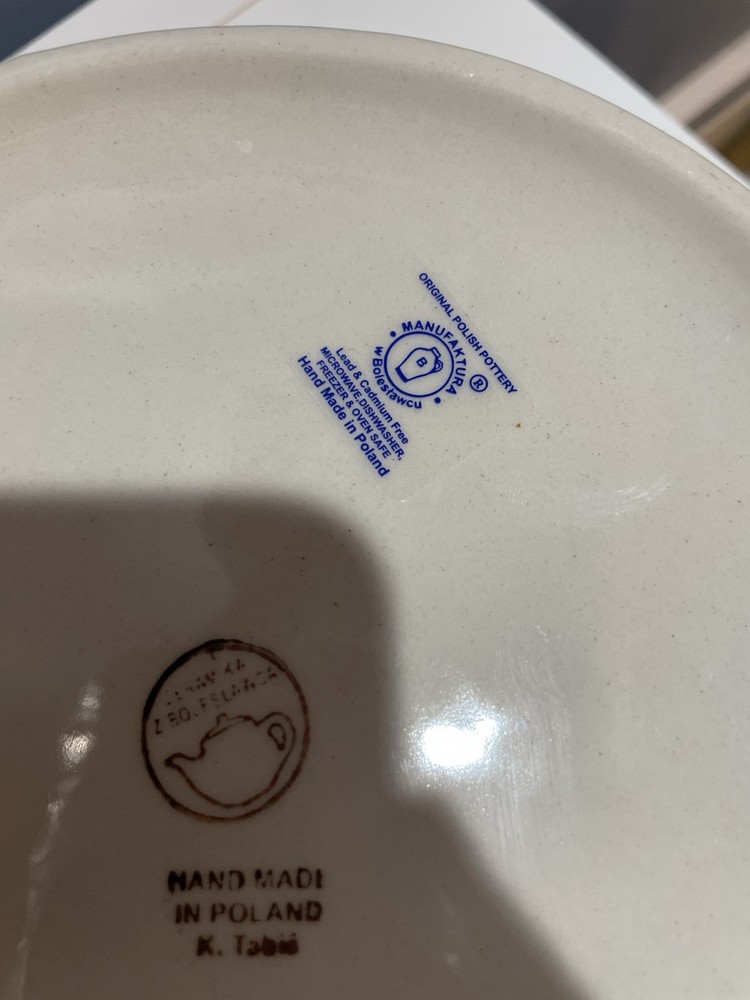 ORIGINAL POLISH POTTERY
MANUFAKTURA
w Bolesławcu
B
®
Lead & Cadmium Free
MICROWAVE, DISHWASHER,
FREEZER & OVEN SAFE
Hand Made in Poland
Z BOLESŁAWCA
HAND MADE
IN POLAND
K.